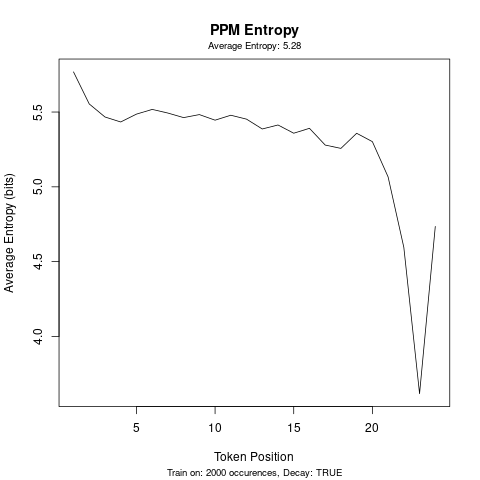 PPM Entropy
Average Entropy: 5.28
Average Entropy (bits)
5.5
5.0
4.5
4.0
5 10 15 20
Token Position
Train on: 2000 occurences, Decay: TRUE